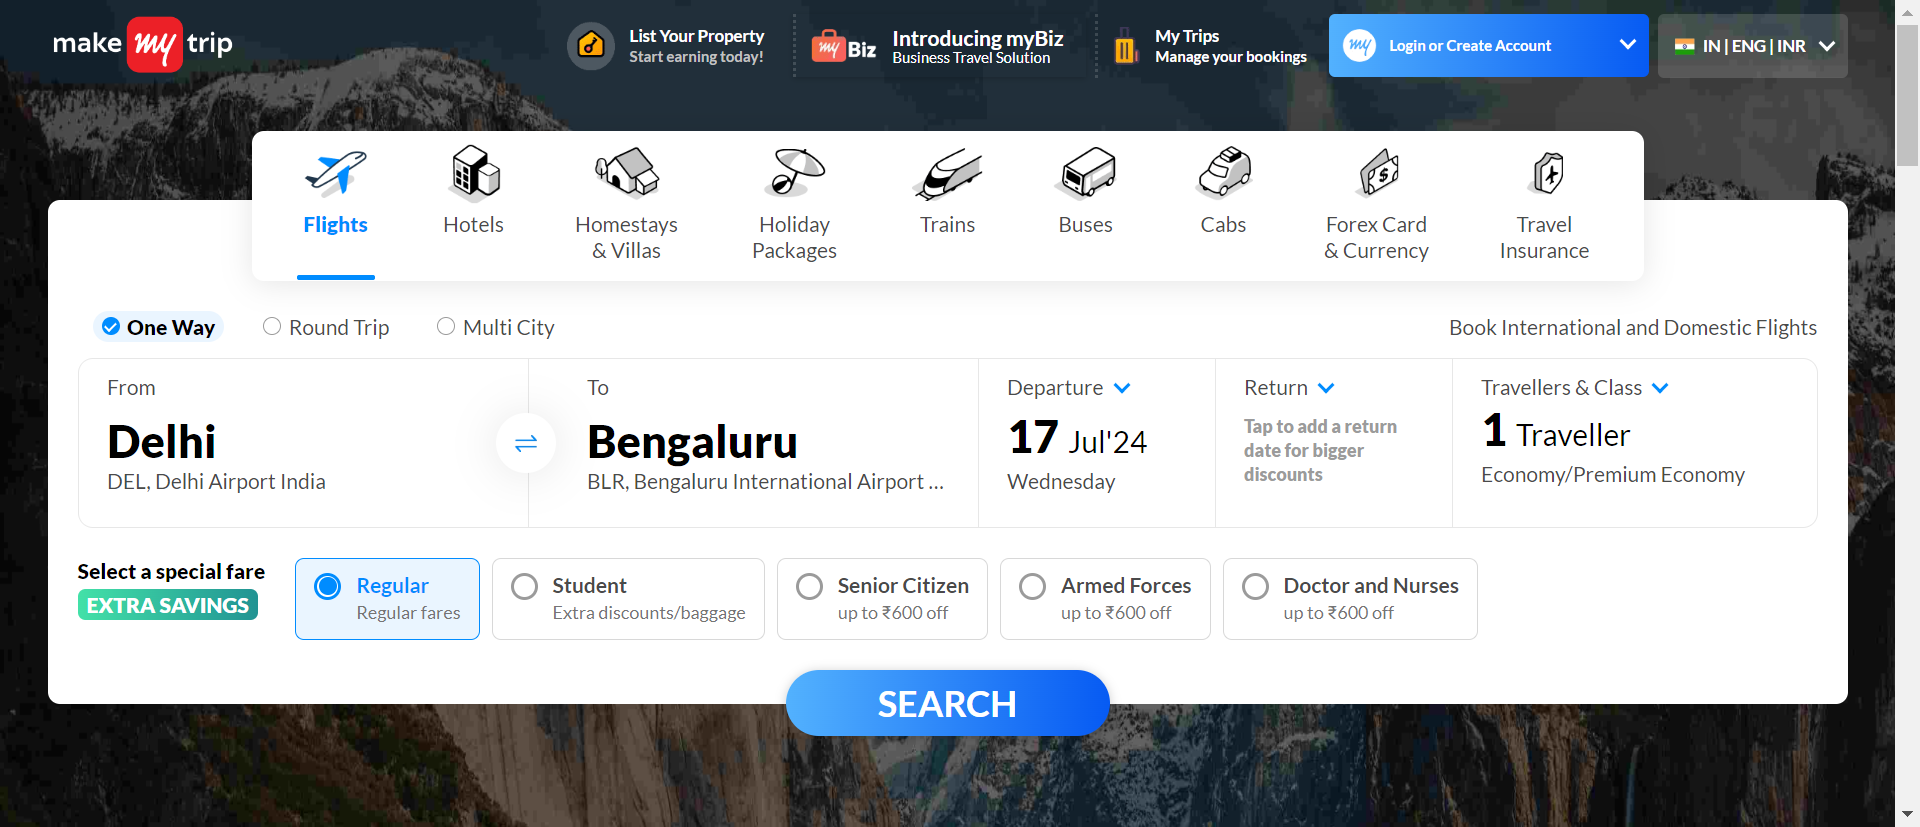 make my trip
List Your Property
Start earning today!
my Biz
Introducing myBiz
Business Travel Solution
My Trips
Manage your bookings
my
Login or Create Account
IN | ENG | INR
Flights
Hotels
Homestays
& Villas
Holiday
Packages
Trains
Buses
Cabs
Forex Card
& Currency
Travel
Insurance
One Way
Round Trip
Multi City
Book International and Domestic Flights
From
Delhi
DEL, Delhi Airport India
To
Bengaluru
BLR, Bengaluru International Airport ...
Departure
17 Jul'24
Wednesday
Return
Tap to add a return
date for bigger
discounts
Travellers & Class
1 Traveller
Economy/Premium Economy
Select a special fare
EXTRA SAVINGS
Regular
Regular fares
Student
Extra discounts/baggage
Senior Citizen
up to ₹600 off
Armed Forces
up to ₹600 off
Doctor and Nurses
up to ₹600 off
SEARCH